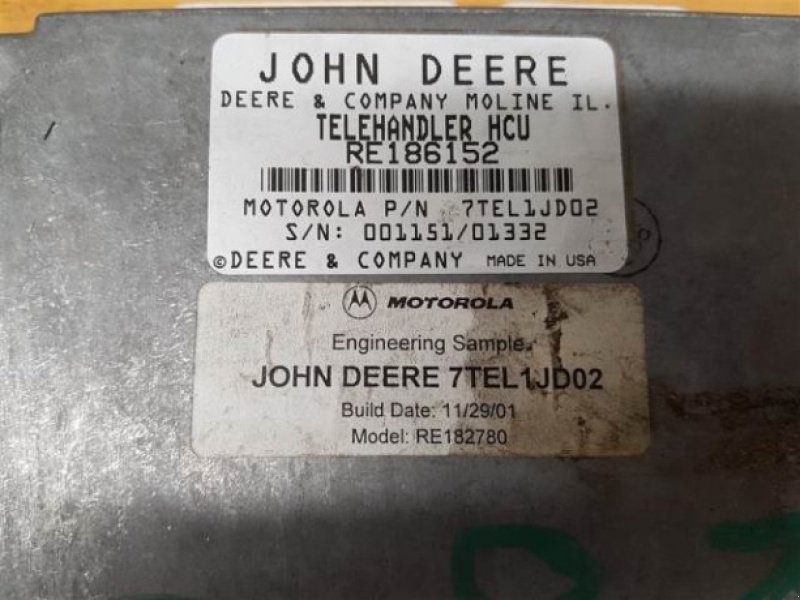 JOHN DEERE
DEERE & COMPANY MOLINE IL.
TELEHANDLER HCU
RE186152
MOTOROLA P/N 7TEL1JD02
S/N: 001151/01332
©DEERE & COMPANY MADE IN USA
MOTOROLA
Engineering Sample
JOHN DEERE 7TEL1JD02
Build Date: 11/29/01
Model: RE182780